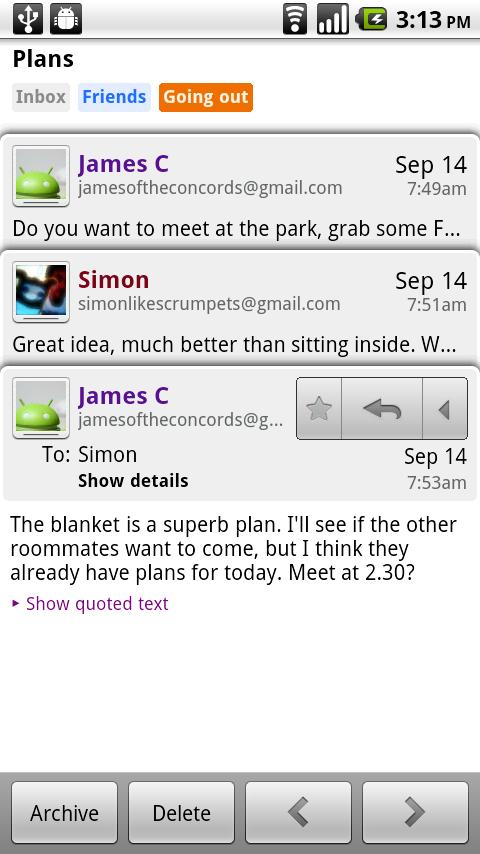 3:13 PM
Plans
Inbox Friends Going out
James C Sep 14
jamesoftheconcords@gmail.com 7:49am
Do you want to meet at the park, grab some F...
Simon Sep 14
simonlikescrumpets@gmail.com 7:51am
Great idea, much better than sitting inside. W...
James C
jamesoftheconcords@g...
To: Simon Sep 14
Show details 7:53am
The blanket is a superb plan. I'll see if the other
roommates want to come, but I think they
already have plans for today. Meet at 2.30?
Show quoted text
Archive Delete